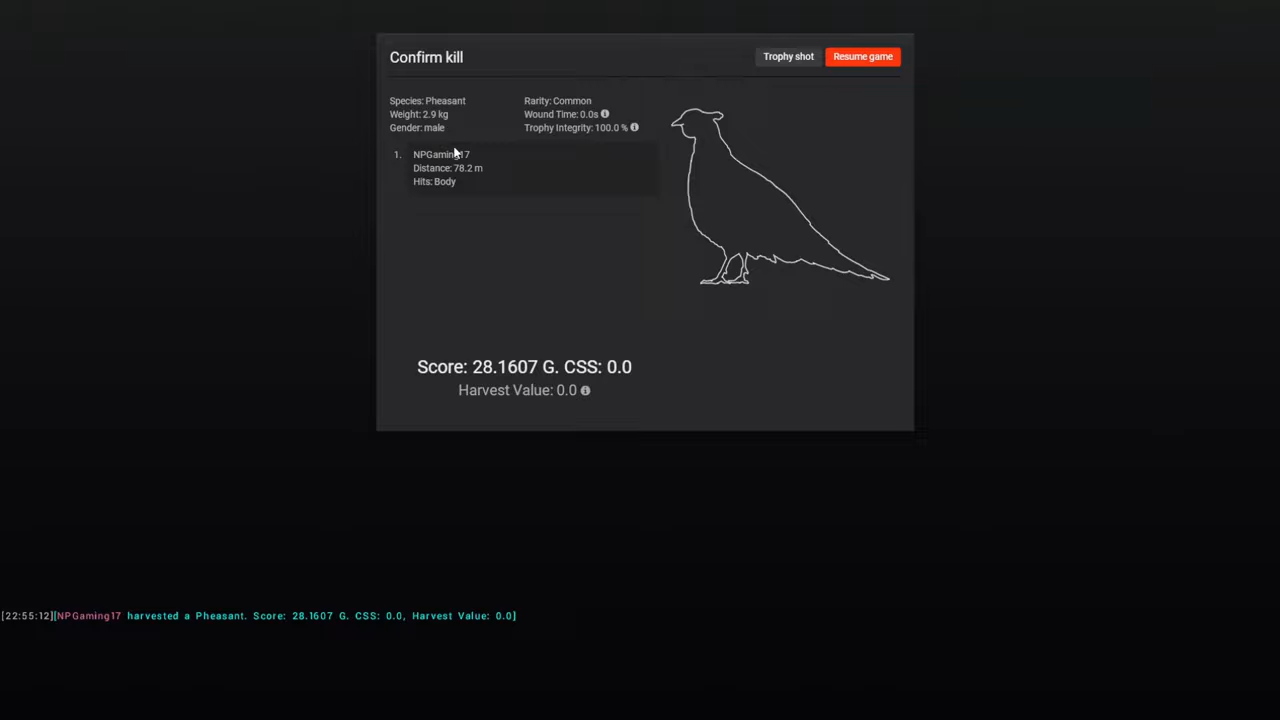 Confirm kill
Trophy shot
Resume game
Species: Pheasant
Weight: 2.9 kg
Gender: male
Rarity: Common
Wound Time: 0.0s
Trophy Integrity: 100.0 %
1. NPGaming17
Distance: 78.2 m
Hits: Body
Score: 28.1607 G. CSS: 0.0
Harvest Value: 0.0
[22:55:12][NPGaming17 harvested a Pheasant. Score: 28.1607 G. CSS: 0.0, Harvest Value: 0.0]